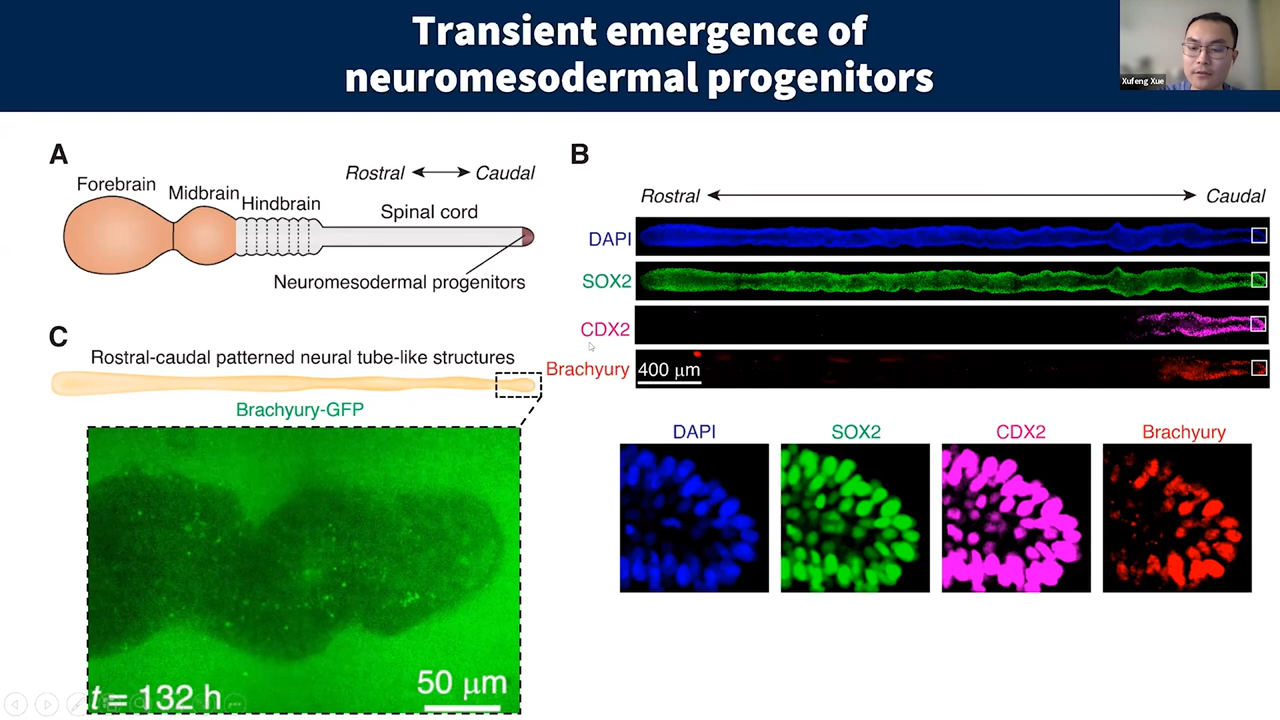 Transient emergence of
neuromesodermal progenitors
Xufeng Xue
A
Rostral Caudal
Forebrain
Midbrain
Hindbrain
Spinal cord
Neuromesodermal progenitors
B
Rostral Caudal
DAPI
SOX2
CDX2
Brachyury
400 μm
DAPI SOX2 CDX2 Brachyury
C
Rostral-caudal patterned neural tube-like structures
Brachyury-GFP
t = 132 h
50 μm